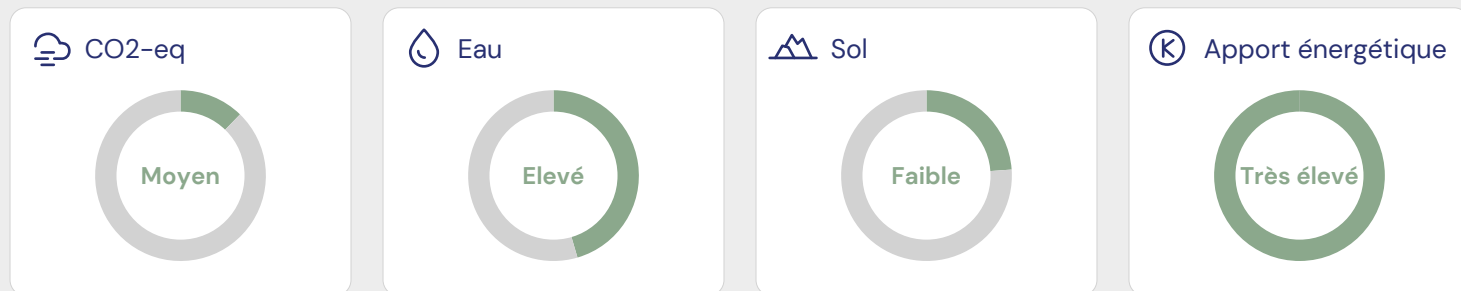 CO2-eq
Moyen
Eau
Elevé
Sol
Faible
Apport énergétique
Très élevé